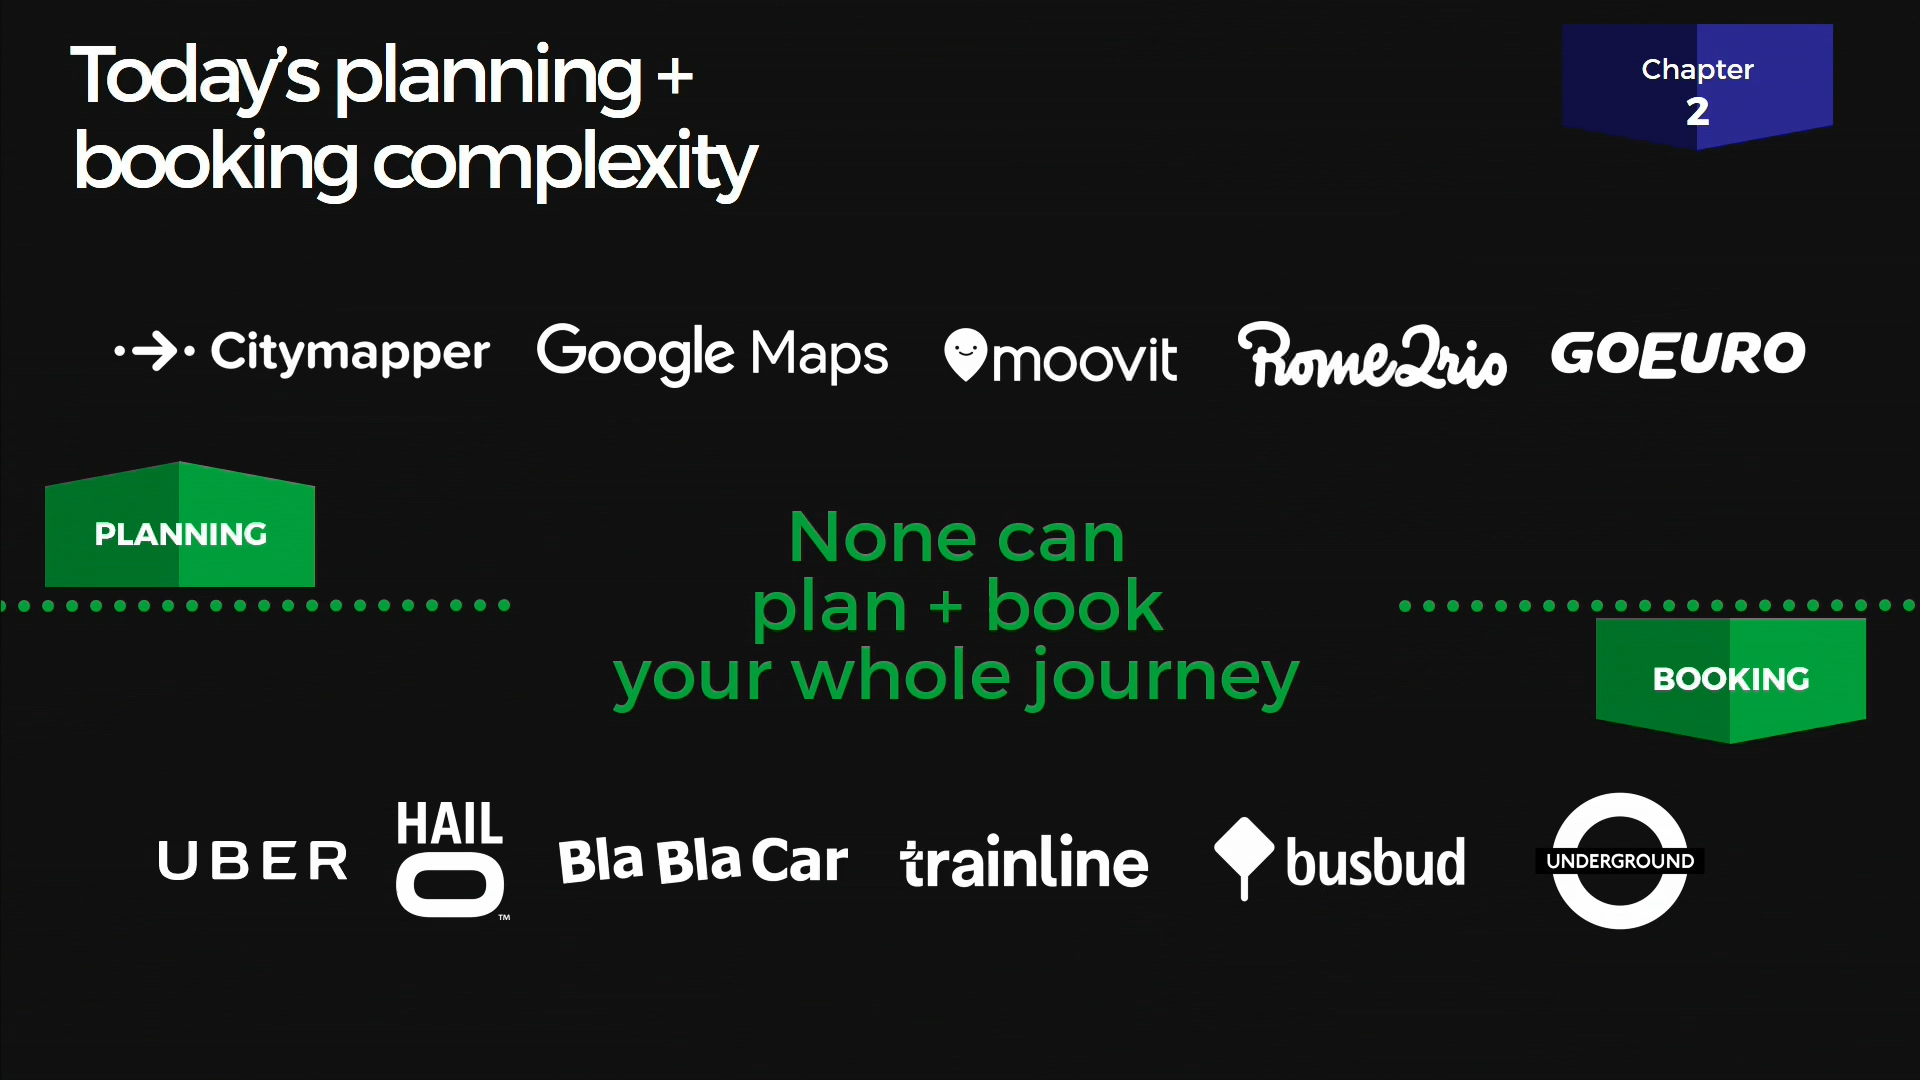 Today's planning +
booking complexity
Chapter
2
Citymapper
Google Maps
moovit
Rome2rio
GOEURO
PLANNING
None can
plan + book
your whole journey
BOOKING
UBER
HAIL
O
™
Bla Bla Car
trainline
busbud
UNDERGROUND